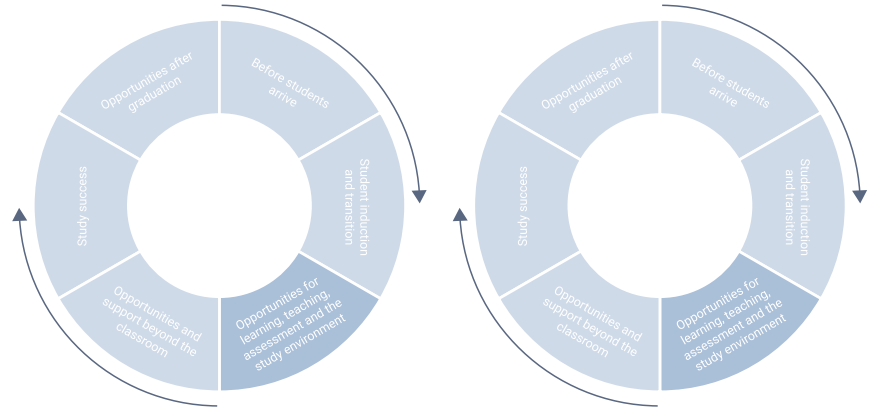 Before students
arrive
Student induction
and transition
Opportunities for
learning, teaching,
assessment and the
study environment
Opportunities and
support beyond the
classroom
Study success
Opportunities after
graduation
Before students
arrive
Student induction
and transition
Opportunities for
learning, teaching,
assessment and the
study environment
Opportunities and
support beyond the
classroom
Study success
Opportunities after
graduation